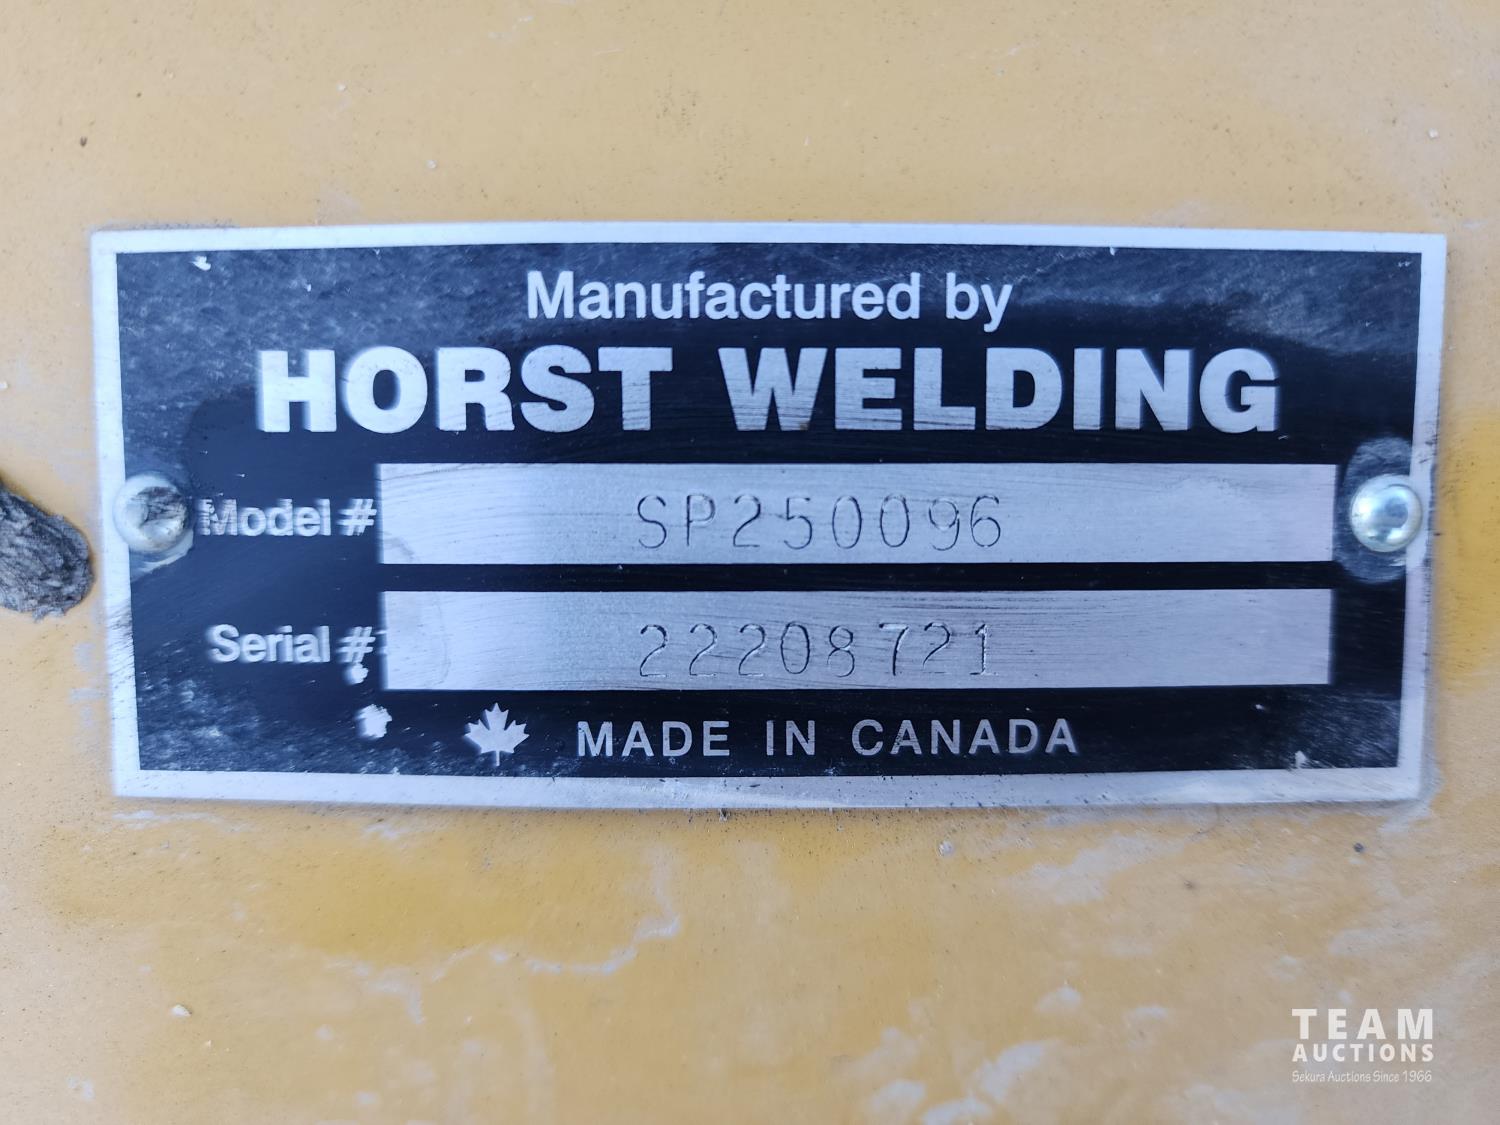 Manufactured by
HORST WELDING
Model # SP250096
Serial # 22208721
MADE IN CANADA
TEAM
AUCTIONS
Sekura Auctions Since 1966